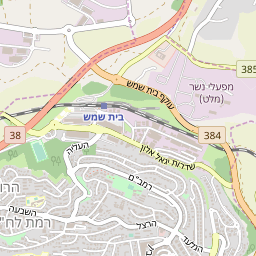 385
מפעלי נשר
(מלט)
עוקף בית שמש
בית שמש
38
384
שדרות יגאל אלון
העליה
רמב"ם
הרצל
השבעה
רמת לח"י
הגלעד